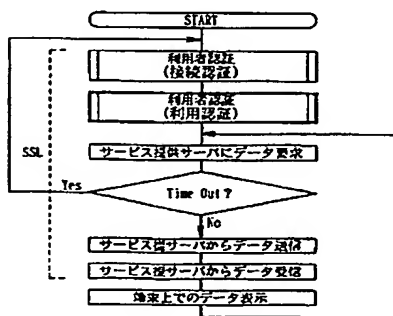 START
利用者認証
(接続認証)
利用者認証
(利用認証)
SSL
サービス提供サーバにデータ要求
Yes
Time Out?
No
サービス提サーバからデータ送信
サービス提サーバからデータ受信
端末上でのデータ表示